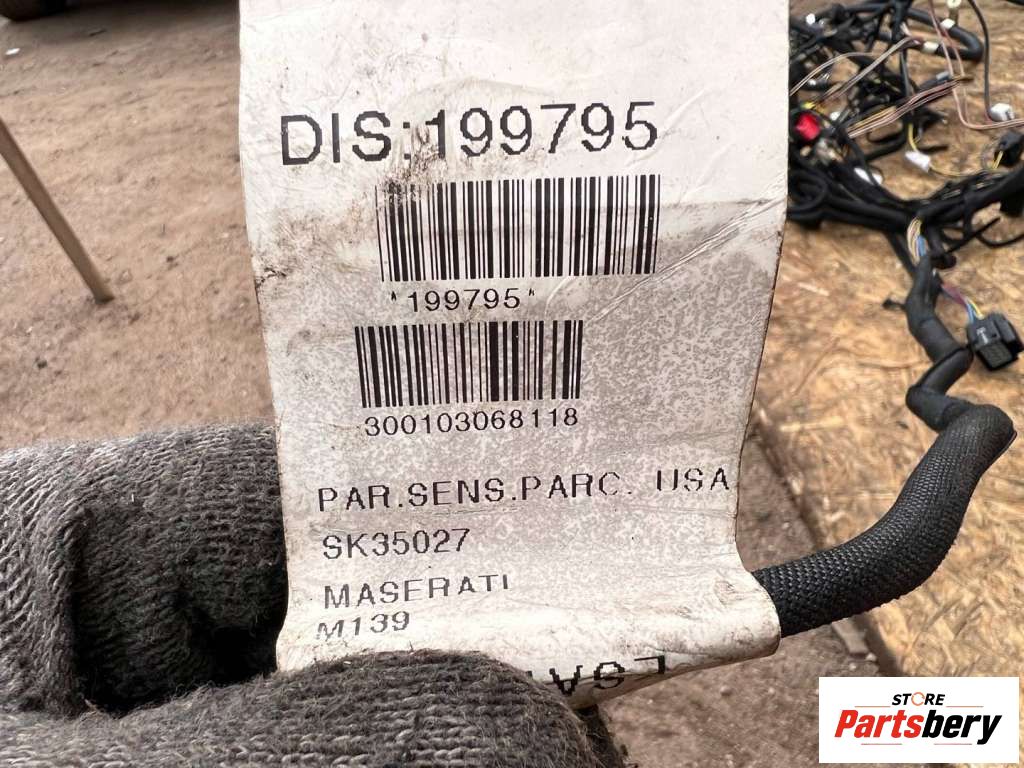 DIS:199795
*199795*
300103068118
PAR.SENS.PARC. USA
SK35027
MASERATI
M139
STORE
Partsbery